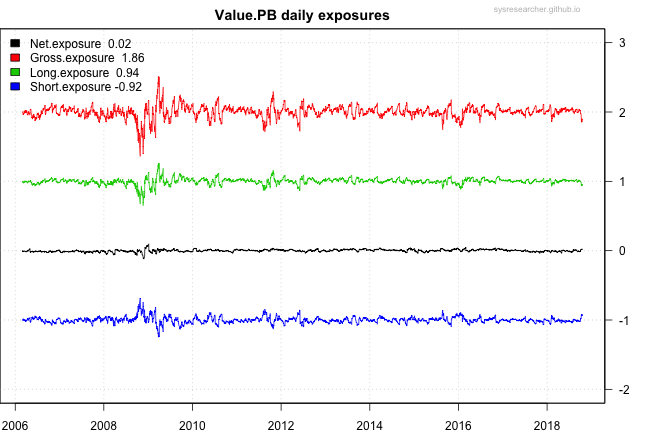 Value.PB daily exposures
sysresearcher.github.io
Net.exposure 0.02
Gross.exposure 1.86
Long.exposure 0.94
Short.exposure -0.92
3
2
1
0
-1
-2
2006 2008 2010 2012 2014 2016 2018